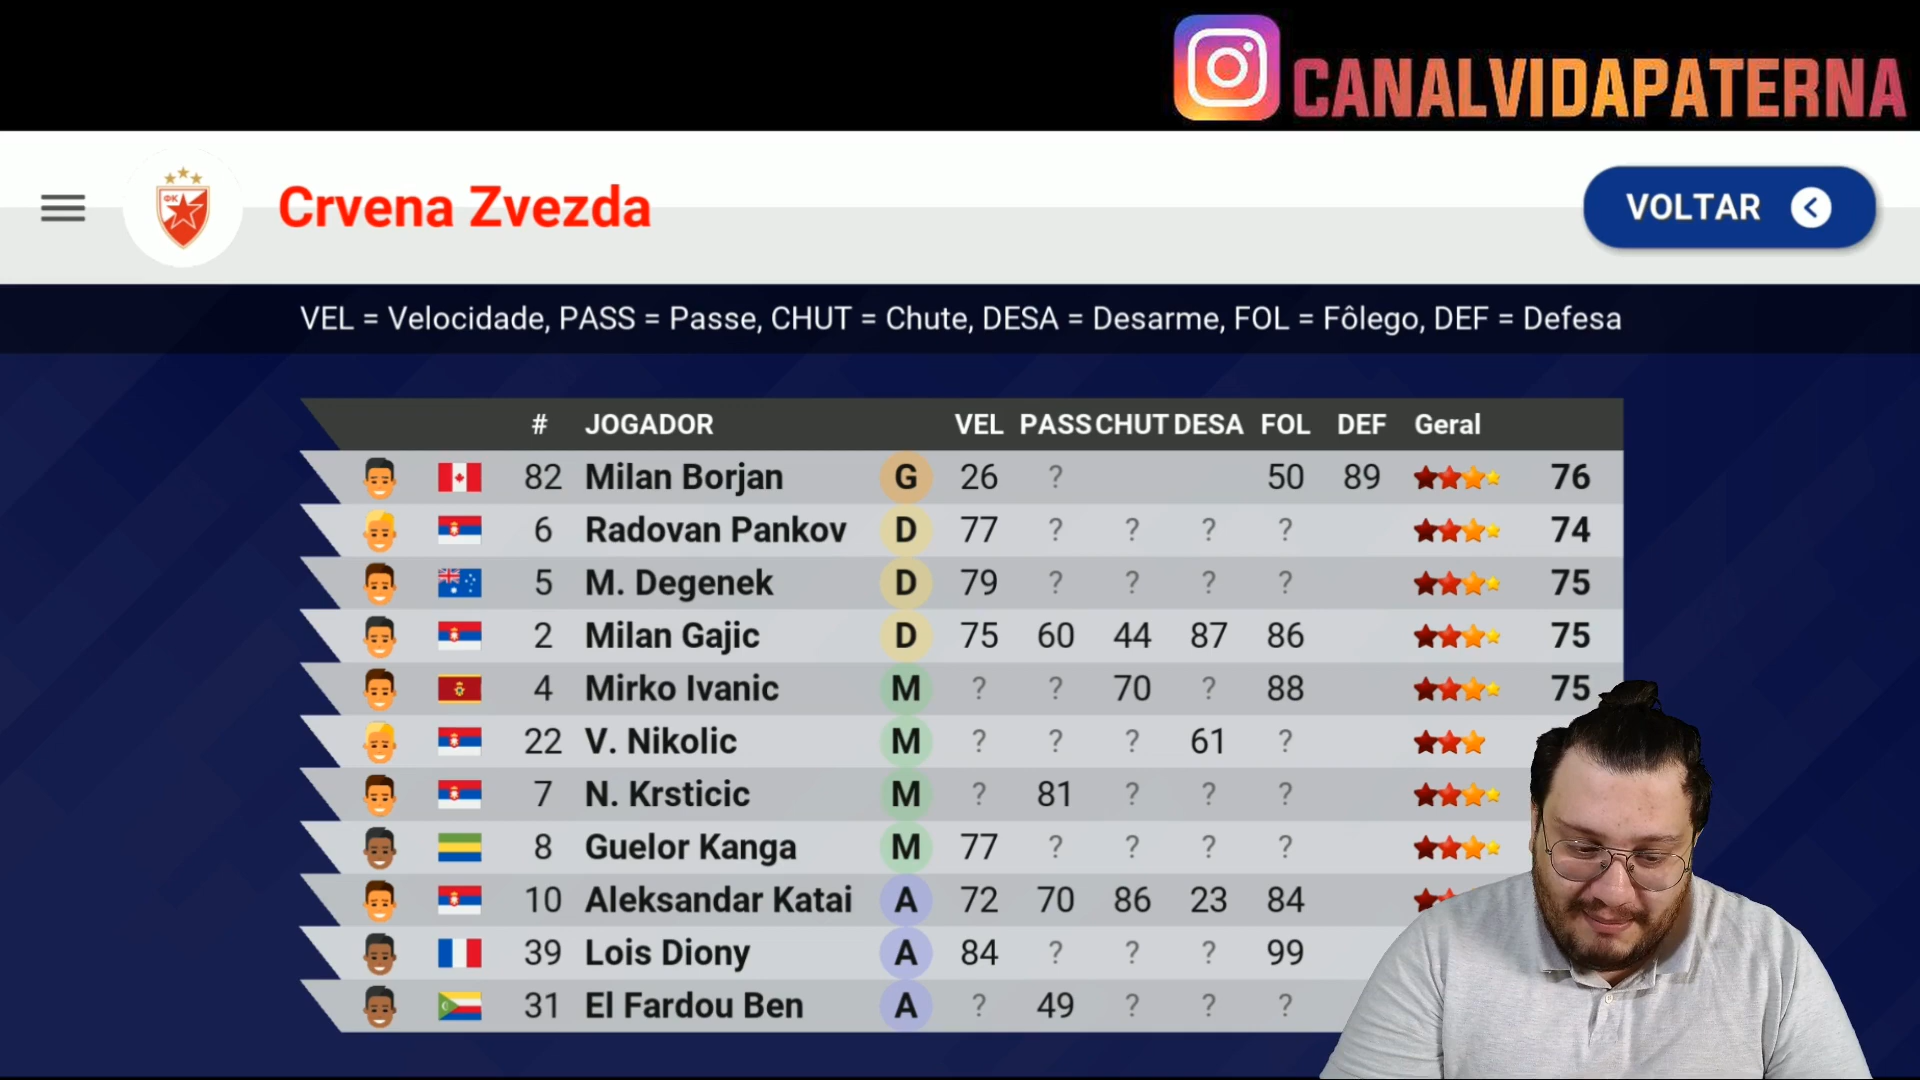 CANALVIDAPATERNA
ФК
Crvena Zvezda
VOLTAR
VEL = Velocidade, PASS = Passe, CHUT = Chute, DESA = Desarme, FOL = Fôlego, DEF = Defesa
# JOGADOR VEL PASS CHUT DESA FOL DEF Geral
82 Milan Borjan G 26 ? 50 89 76
6 Radovan Pankov D 77 ? ? ? ? 74
5 M. Degenek D 79 ? ? ? ? 75
2 Milan Gajic D 75 60 44 87 86 75
4 Mirko Ivanic M ? ? 70 ? 88 75
22 V. Nikolic M ? ? ? 61 ?
7 N. Krsticic M ? 81 ? ? ?
8 Guelor Kanga M 77 ? ? ? ?
10 Aleksandar Katai A 72 70 86 23 84
39 Lois Diony A 84 ? ? ? 99
31 El Fardou Ben A ? 49 ? ? ?